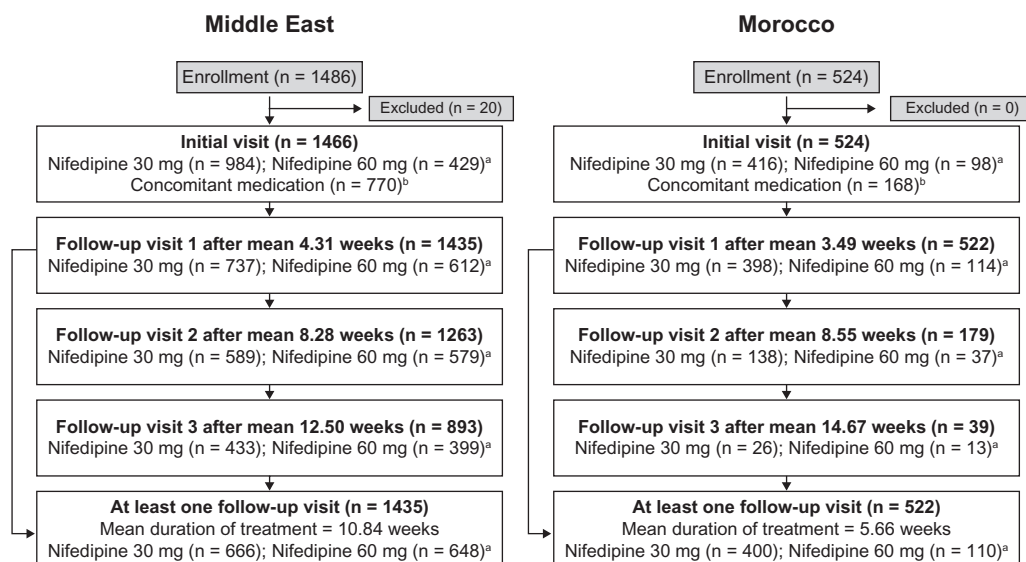 Middle East
Enrollment (n = 1486)
Excluded (n = 20)
Initial visit (n = 1466)
Nifedipine 30 mg (n = 984); Nifedipine 60 mg (n = 429)ᵃ
Concomitant medication (n = 770)ᵇ
Follow-up visit 1 after mean 4.31 weeks (n = 1435)
Nifedipine 30 mg (n = 737); Nifedipine 60 mg (n = 612)ᵃ
Follow-up visit 2 after mean 8.28 weeks (n = 1263)
Nifedipine 30 mg (n = 589); Nifedipine 60 mg (n = 579)ᵃ
Follow-up visit 3 after mean 12.50 weeks (n = 893)
Nifedipine 30 mg (n = 433); Nifedipine 60 mg (n = 399)ᵃ
At least one follow-up visit (n = 1435)
Mean duration of treatment = 10.84 weeks
Nifedipine 30 mg (n = 666); Nifedipine 60 mg (n = 648)ᵃ
Morocco
Enrollment (n = 524)
Excluded (n = 0)
Initial visit (n = 524)
Nifedipine 30 mg (n = 416); Nifedipine 60 mg (n = 98)ᵃ
Concomitant medication (n = 168)ᵇ
Follow-up visit 1 after mean 3.49 weeks (n = 522)
Nifedipine 30 mg (n = 398); Nifedipine 60 mg (n = 114)ᵃ
Follow-up visit 2 after mean 8.55 weeks (n = 179)
Nifedipine 30 mg (n = 138); Nifedipine 60 mg (n = 37)ᵃ
Follow-up visit 3 after mean 14.67 weeks (n = 39)
Nifedipine 30 mg (n = 26); Nifedipine 60 mg (n = 13)ᵃ
At least one follow-up visit (n = 522)
Mean duration of treatment = 5.66 weeks
Nifedipine 30 mg (n = 400); Nifedipine 60 mg (n = 110)ᵃ